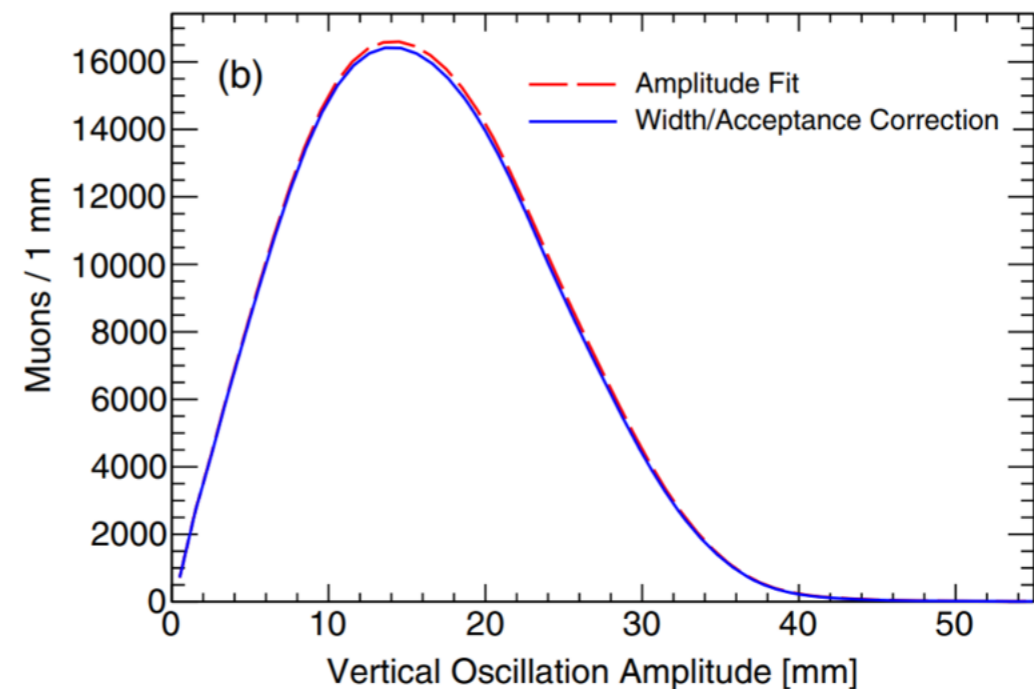 (b)
Amplitude Fit
Width/Acceptance Correction
Muons / 1 mm
16000
14000
12000
10000
8000
6000
4000
2000
0
0 10 20 30 40 50
Vertical Oscillation Amplitude [mm]